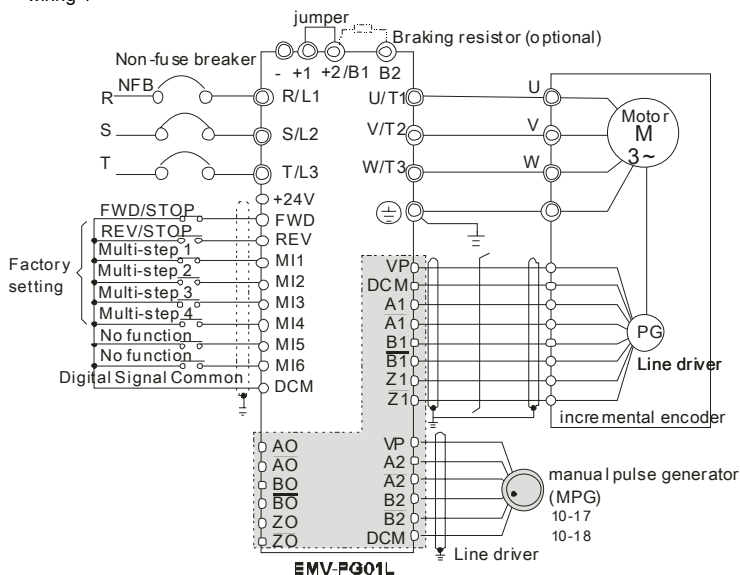 wiring 1
jumper
Braking resistor (optional)
Non-fuse breaker
- +1 +2/B1 B2
NFB
R R/L1 U/T1 U
S S/L2 V/T2 V
T T/L3 W/T3 W
Motor
M
3~
+24V
FWD/STOP FWD
REV/STOP REV
Multi-step 1 MI1
Multi-step 2 MI2
Multi-step 3 MI3
Multi-step 4 MI4
No function MI5
No function MI6
Digital Signal Common DCM
Factory
setting
VP
DCM
A1
A1
B1
B1
Z1
Z1
PG
Line driver
incremental encoder
AO
AO
BO
BO
ZO
ZO
VP
A2
A2
B2
B2
DCM
manual pulse generator
(MPG)
10-17
10-18
Line driver
EMV-PG01L